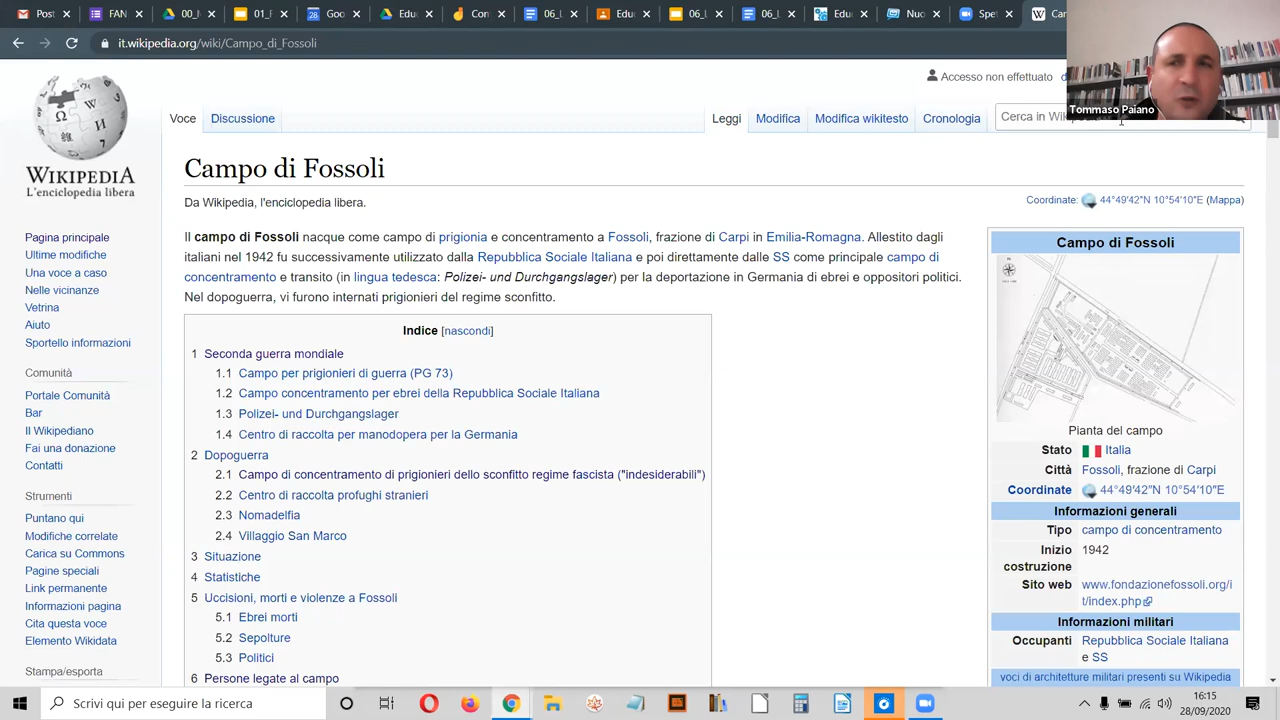 Post
FAN
00_I
01_F
28
Goo
Edu
Con
06_L
Edu
06_L
06_L
Edu
Nuo
Spet
it.wikipedia.org/wiki/Campo_di_Fossoli
Tommaso Paiano
Accesso non effettuato
Voce
Discussione
Leggi
Modifica
Modifica wikitesto
Cronologia
WIKIPEDIA
L'enciclopedia libera
Campo di Fossoli
Da Wikipedia, l'enciclopedia libera.
Coordinate: 44°49′42″N 10°54′10″E (Mappa)
Il campo di Fossoli nacque come campo di prigionia e concentramento a Fossoli, frazione di Carpi in Emilia-Romagna. Allestito dagli
italiani nel 1942 fu successivamente utilizzato dalla Repubblica Sociale Italiana e poi direttamente dalle SS come principale campo di
concentramento e transito (in lingua tedesca: Polizei- und Durchgangslager) per la deportazione in Germania di ebrei e oppositori politici.
Nel dopoguerra, vi furono internati prigionieri del regime sconfitto.
Pagina principale
Ultime modifiche
Una voce a caso
Nelle vicinanze
Vetrina
Aiuto
Sportello informazioni
Comunità
Portale Comunità
Bar
Il Wikipediano
Fai una donazione
Contatti
Strumenti
Puntano qui
Modifiche correlate
Carica su Commons
Pagine speciali
Link permanente
Informazioni pagina
Cita questa voce
Elemento Wikidata
Stampa/esporta
Indice [nascondi]
1 Seconda guerra mondiale
1.1 Campo per prigionieri di guerra (PG 73)
1.2 Campo concentramento per ebrei della Repubblica Sociale Italiana
1.3 Polizei- und Durchgangslager
1.4 Centro di raccolta per manodopera per la Germania
2 Dopoguerra
2.1 Campo di concentramento di prigionieri dello sconfitto regime fascista ("indesiderabili")
2.2 Centro di raccolta profughi stranieri
2.3 Nomadelfia
2.4 Villaggio San Marco
3 Situazione
4 Statistiche
5 Uccisioni, morti e violenze a Fossoli
5.1 Ebrei morti
5.2 Sepolture
5.3 Politici
6 Persone legate al campo
Campo di Fossoli
Pianta del campo
Stato Italia
Città Fossoli, frazione di Carpi
Coordinate 44°49′42″N 10°54′10″E
Informazioni generali
Tipo campo di concentramento
Inizio 1942
costruzione
Sito web www.fondazionefossoli.org/i
t/index.php
Informazioni militari
Occupanti Repubblica Sociale Italiana
e SS
voci di architetture militari presenti su Wikipedia
Scrivi qui per eseguire la ricerca
16:15
28/09/2020